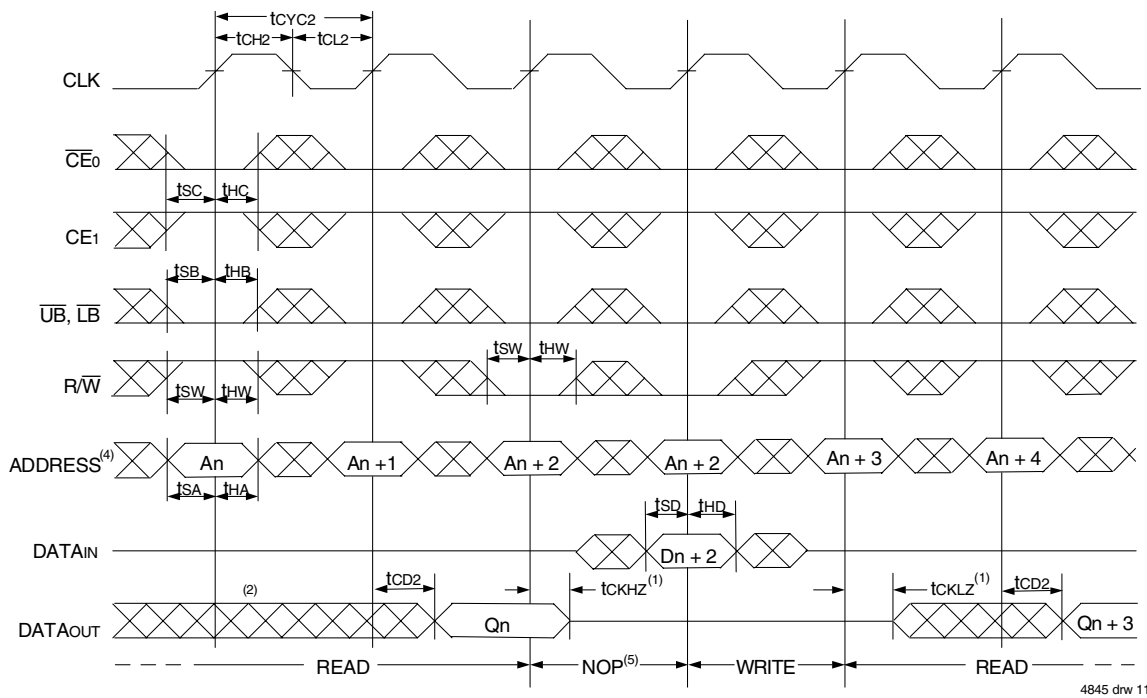 tCYC2
tCH2 tCL2
CLK
CE0
tSC tHC
CE1
tSB tHB
UB, LB
tSW tHW
R/W
tSW tHW
ADDRESS(4) An An +1 An + 2 An + 2 An + 3 An + 4
tSA tHA
tSD tHD
DATAIN Dn + 2
tCD2 tCKHZ(1) tCKLZ(1) tCD2
(2)
DATAOUT Qn Qn + 3
READ NOP(5) WRITE READ
4845 drw 11